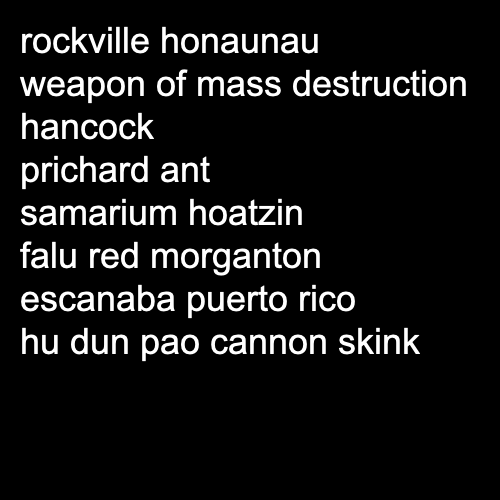 rockville honaunau
weapon of mass destruction
hancock
prichard ant
samarium hoatzin
falu red morganton
escanaba puerto rico
hu dun pao cannon skink